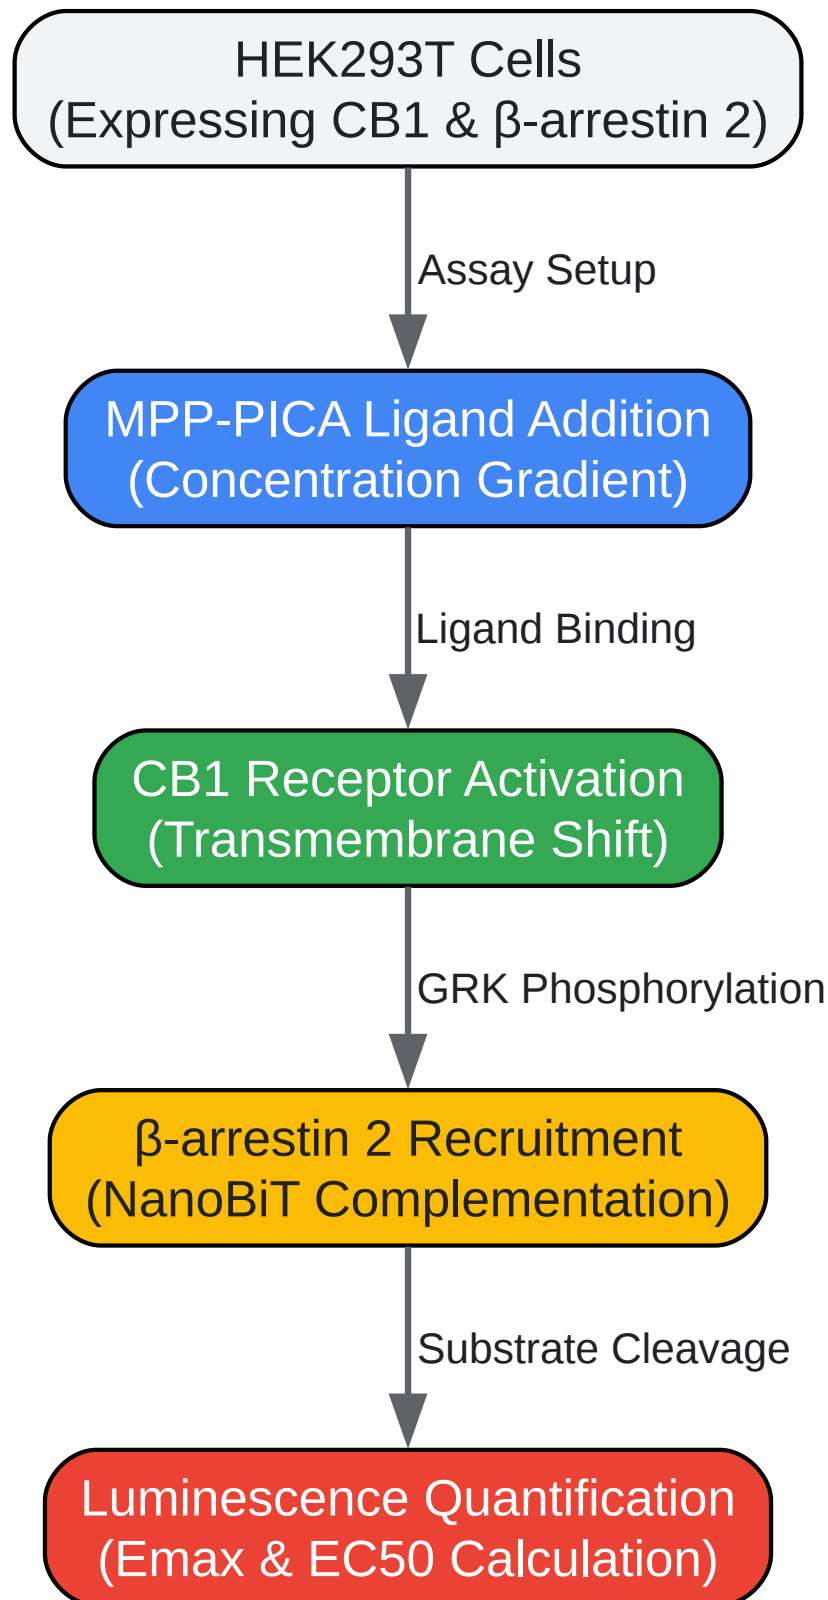 HEK293T Cells
(Expressing CB1 & β-arrestin 2)
Assay Setup
MPP-PICA Ligand Addition
(Concentration Gradient)
Ligand Binding
CB1 Receptor Activation
(Transmembrane Shift)
GRK Phosphorylation
β-arrestin 2 Recruitment
(NanoBiT Complementation)
Substrate Cleavage
Luminescence Quantification
(Emax & EC50 Calculation)